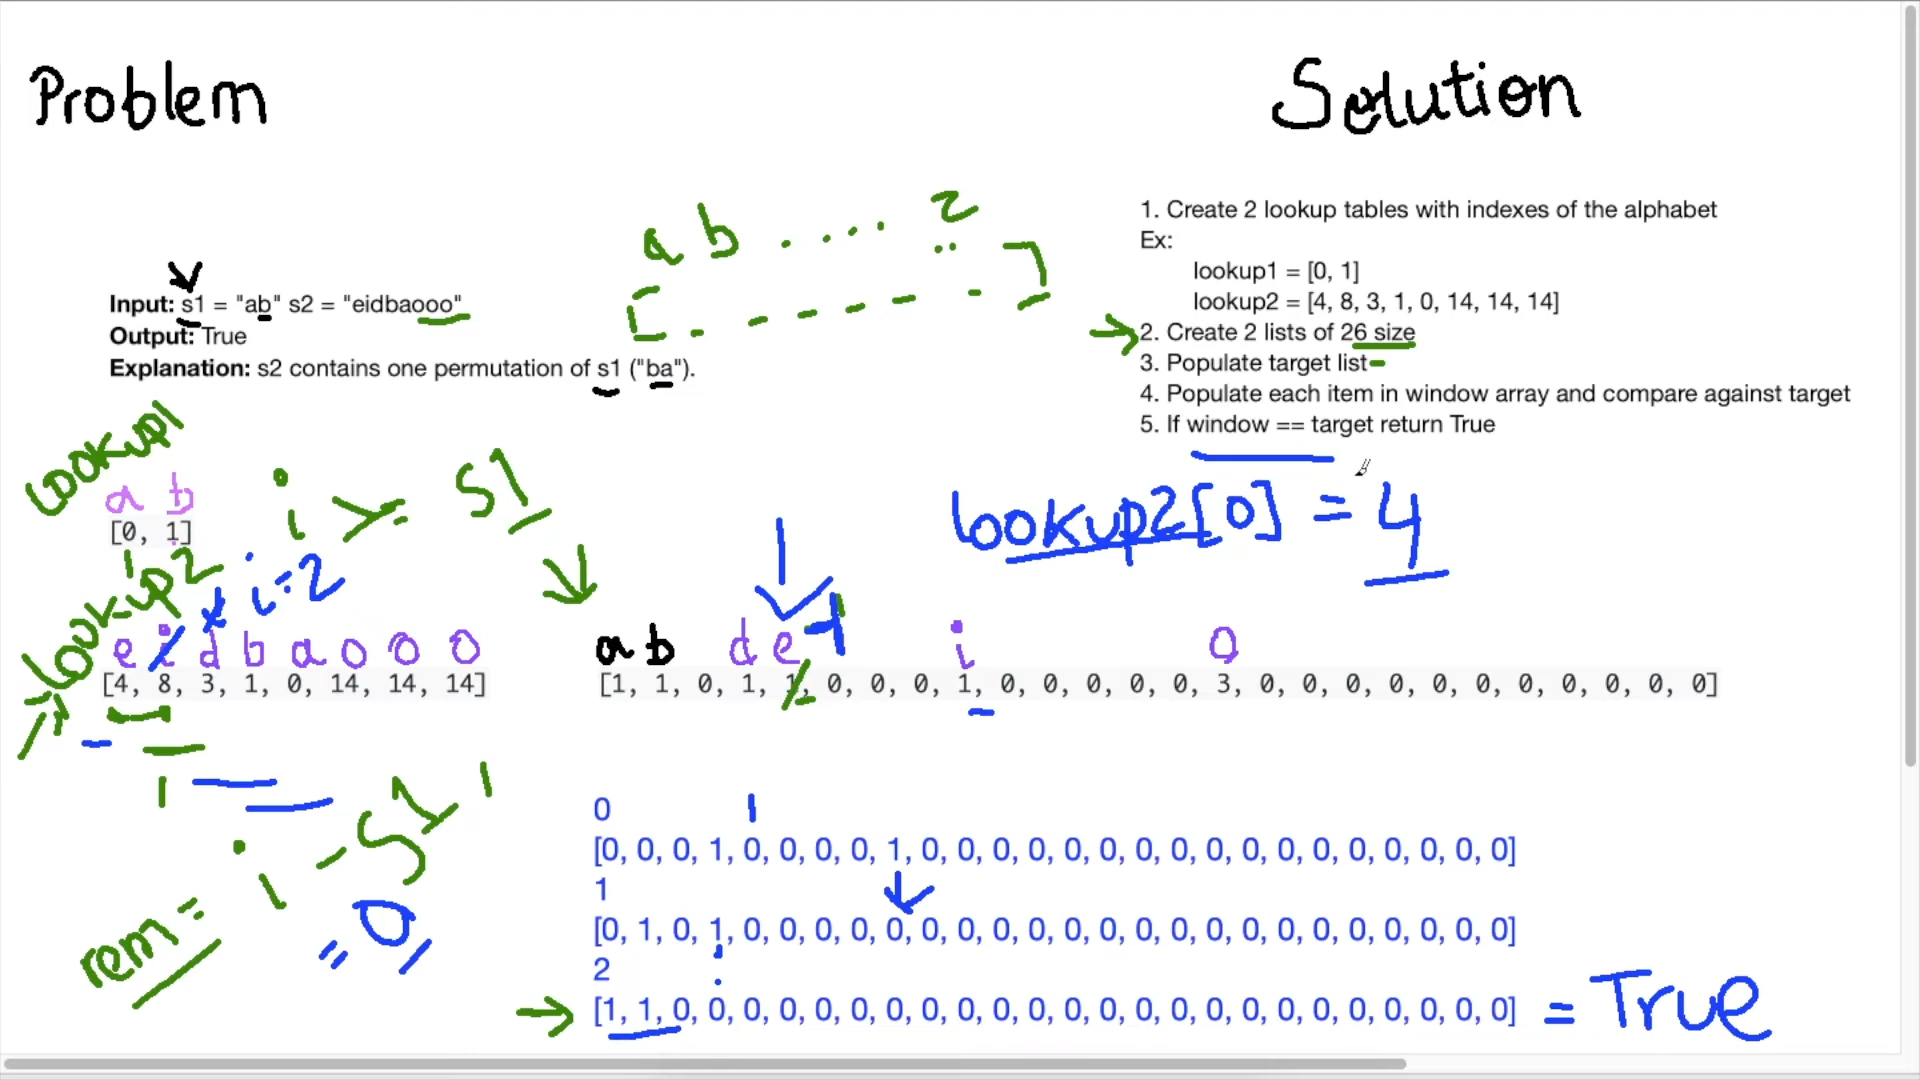 Problem
Solution
a b ..... z
Input: s1 = "ab" s2 = "eidbaooo"
Output: True
Explanation: s2 contains one permutation of s1 ("ba").
1. Create 2 lookup tables with indexes of the alphabet
Ex:
lookup1 = [0, 1]
lookup2 = [4, 8, 3, 1, 0, 14, 14, 14]
2. Create 2 lists of 26 size
3. Populate target list
4. Populate each item in window array and compare against target
5. If window == target return True
lookup1
a b
[0, 1]
i >= s1
lookup2[0] = 4
lookup2
i=2
e i d b a o o o
[4, 8, 3, 1, 0, 14, 14, 14]
a b d e -1 i o
[1, 1, 0, 1, 1, 0, 0, 0, 1, 0, 0, 0, 0, 0, 3, 0, 0, 0, 0, 0, 0, 0, 0, 0, 0, 0]
1
rem = i - s1
= 0
0
1
[0, 0, 0, 1, 0, 0, 0, 0, 1, 0, 0, 0, 0, 0, 0, 0, 0, 0, 0, 0, 0, 0, 0, 0, 0, 0]
1
[0, 1, 0, 1, 0, 0, 0, 0, 0, 0, 0, 0, 0, 0, 0, 0, 0, 0, 0, 0, 0, 0, 0, 0, 0, 0]
2
[1, 1, 0, 0, 0, 0, 0, 0, 0, 0, 0, 0, 0, 0, 0, 0, 0, 0, 0, 0, 0, 0, 0, 0, 0, 0] = True